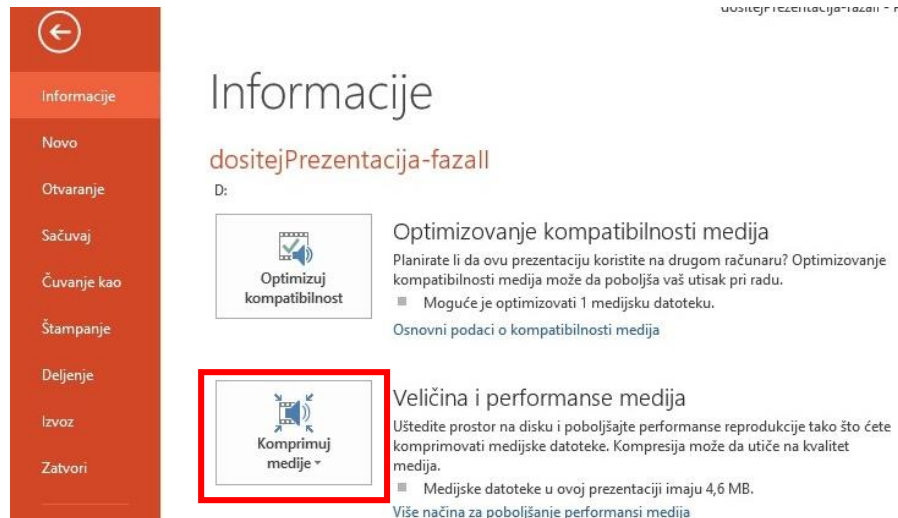 dositejPrezentacija-fazaII -
Informacije
Novo
Otvaranje
Sačuvaj
Čuvanje kao
Štampanje
Deljenje
Izvoz
Zatvori
Informacije
dositejPrezentacija-fazaII
D:
Optimizuj
kompatibilnost
Optimizovanje kompatibilnosti medija
Planirate li da ovu prezentaciju koristite na drugom računaru? Optimizovanje
kompatibilnosti medija može da poboljša vaš utisak pri radu.
Moguće je optimizovati 1 medijsku datoteku.
Osnovni podaci o kompatibilnosti medija
Komprimuj
medije
Veličina i performanse medija
Uštedite prostor na disku i poboljšajte performanse reprodukcije tako što ćete
komprimovati medijske datoteke. Kompresija može da utiče na kvalitet
medija.
Medijske datoteke u ovoj prezentaciji imaju 4,6 MB.
Više načina za poboljšanje performansi medija